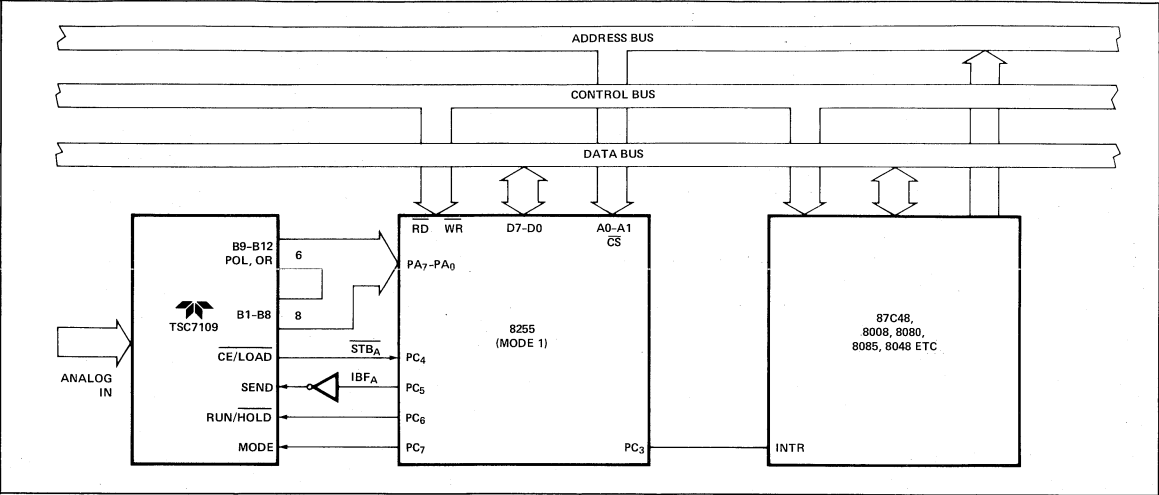 ADDRESS BUS
CONTROL BUS
DATA BUS
RD WR D7-D0 A0-A1
CS
B9-B12
POL, OR
6
PA7-PA0
B1-B8
8
TSC7109
ANALOG
IN
CE/LOAD
STBA
PC4
SEND
IBFA
PC5
RUN/HOLD
PC6
MODE
PC7
8255
(MODE 1)
PC3
INTR
87C48,
8008, 8080,
8085, 8048 ETC